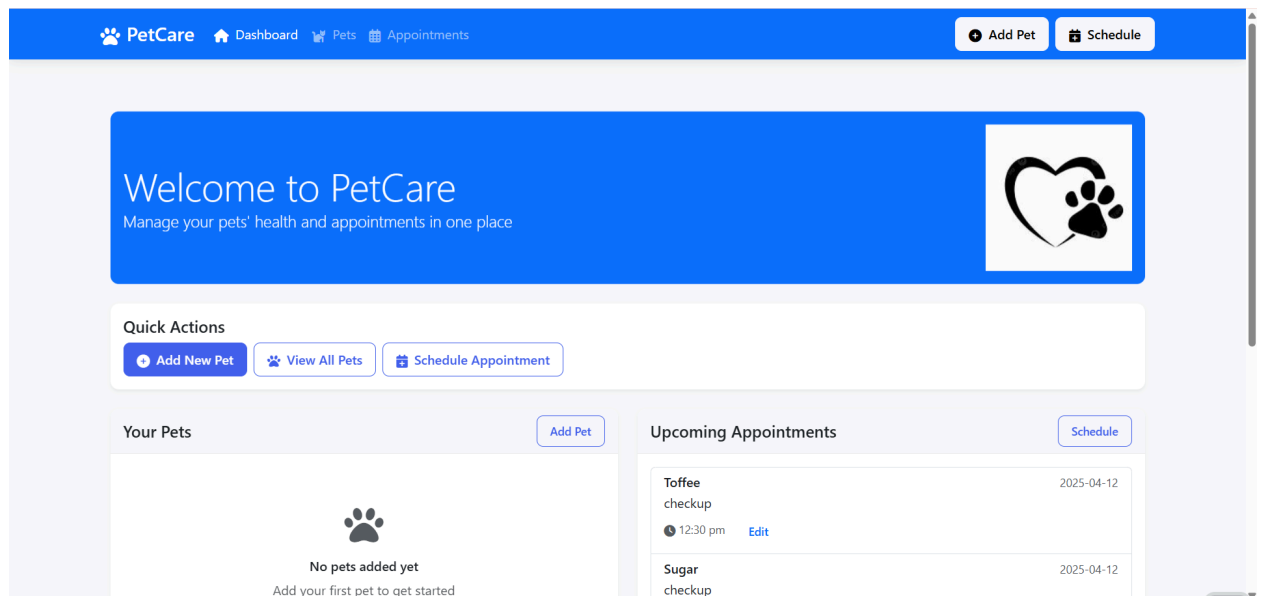 PetCare Dashboard Pets Appointments Add Pet Schedule
Welcome to PetCare
Manage your pets' health and appointments in one place
Quick Actions
Add New Pet View All Pets Schedule Appointment
Your Pets Add Pet
No pets added yet
Add your first pet to get started
Upcoming Appointments Schedule
Toffee 2025-04-12
checkup
12:30 pm Edit
Sugar 2025-04-12
checkup